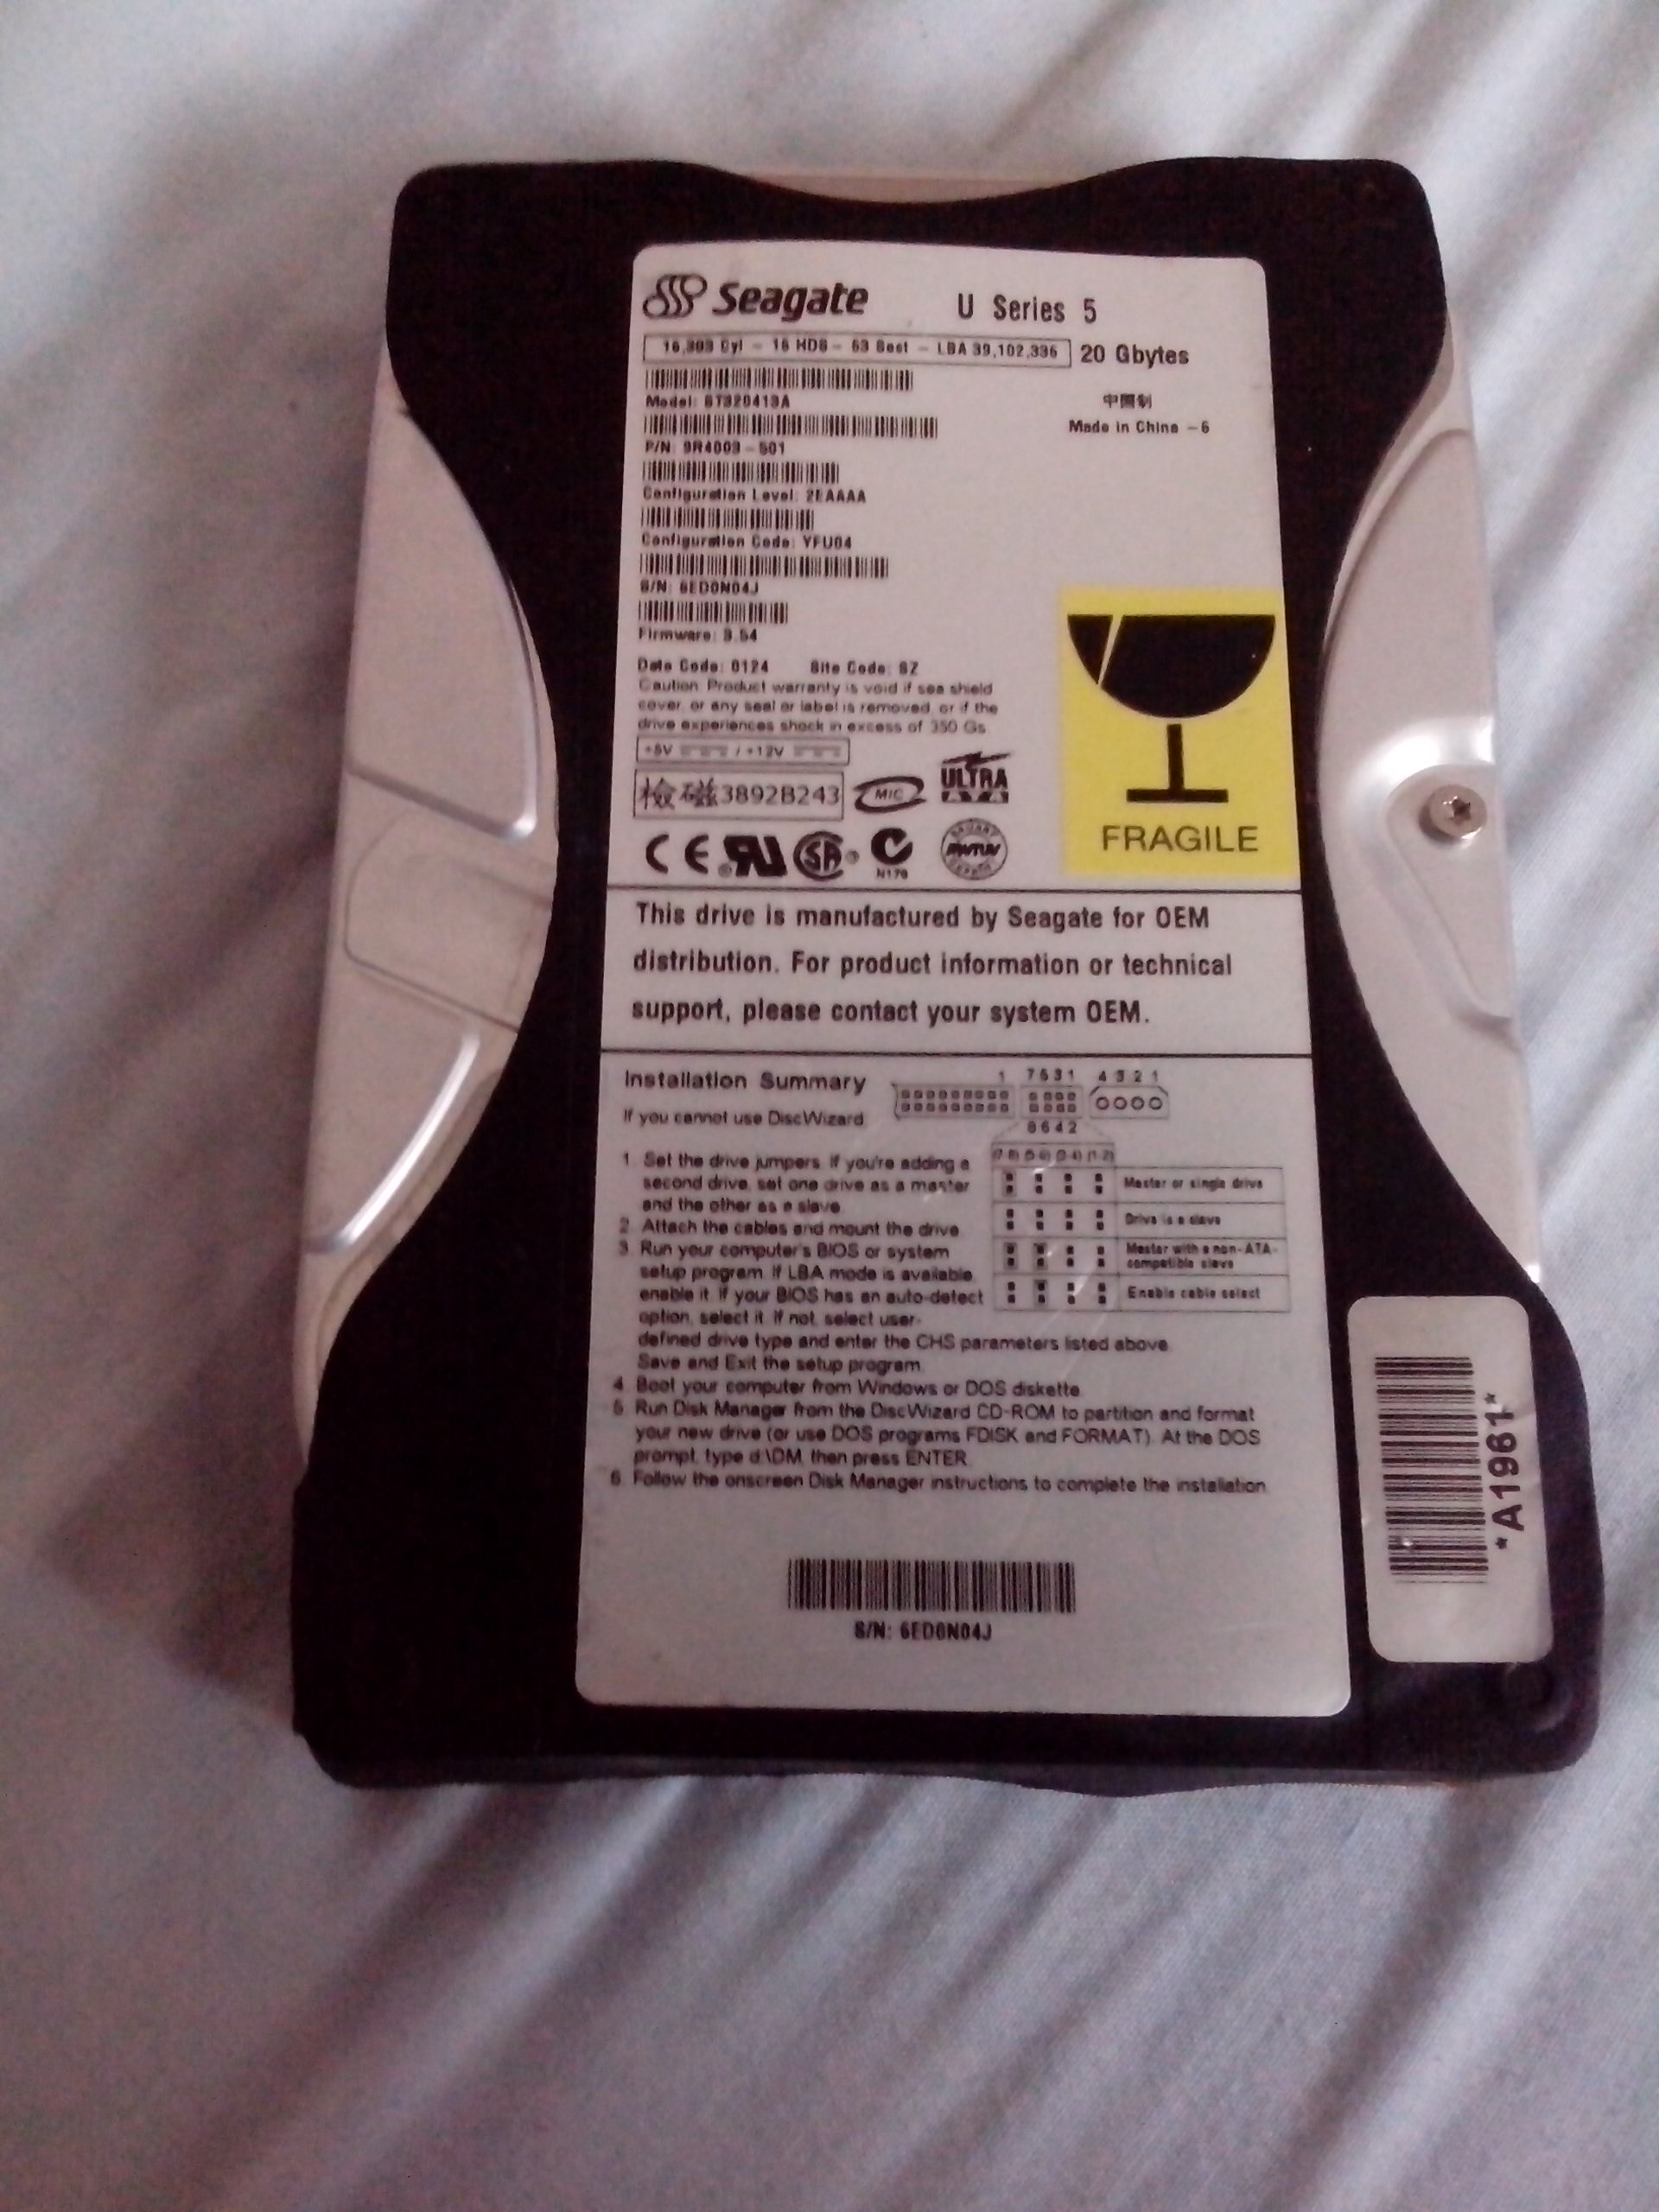 Seagate U Series 5
16,383 Cyl - 16 HDS - 63 Sect - LBA 39,102,336 20 Gbytes
Model: ST320413A
中国制
Made in China - 6
P/N: 9R4003-501
Configuration Level: 2EAAAA
Configuration Code: YFU04
S/N: 6ED0N04J
Firmware: 3.54
Date Code: 0124 Site Code: SZ
Caution: Product warranty is void if sea shield
cover, or any seal or label is removed, or if the
drive experiences shock in excess of 350 Gs.
+5V / +12V
檢磁3892B243
MIC
ULTRA
ATA
CE
N176
FRAGILE
This drive is manufactured by Seagate for OEM
distribution. For product information or technical
support, please contact your system OEM.
Installation Summary
1 7531 4 3 2 1
If you cannot use DiscWizard
8642
(7-8) (5-6) (3-4) (1-2)
1. Set the drive jumpers. If you're adding a
second drive, set one drive as a master
and the other as a slave.
2. Attach the cables and mount the drive.
3. Run your computer's BIOS or system
setup program. If LBA mode is available,
enable it. If your BIOS has an auto-detect
option, select it. If not, select user-
defined drive type and enter the CHS parameters listed above.
Save and Exit the setup program.
Master or single drive
Drive is a slave
Master with a non-ATA-
compatible slave
Enable cable select
4. Boot your computer from Windows or DOS diskette.
5. Run Disk Manager from the DiscWizard CD-ROM to partition and format
your new drive (or use DOS programs FDISK and FORMAT). At the DOS
prompt, type d:\DM, then press ENTER.
6. Follow the onscreen Disk Manager instructions to complete the installation.
S/N: 6ED0N04J
*A1961*